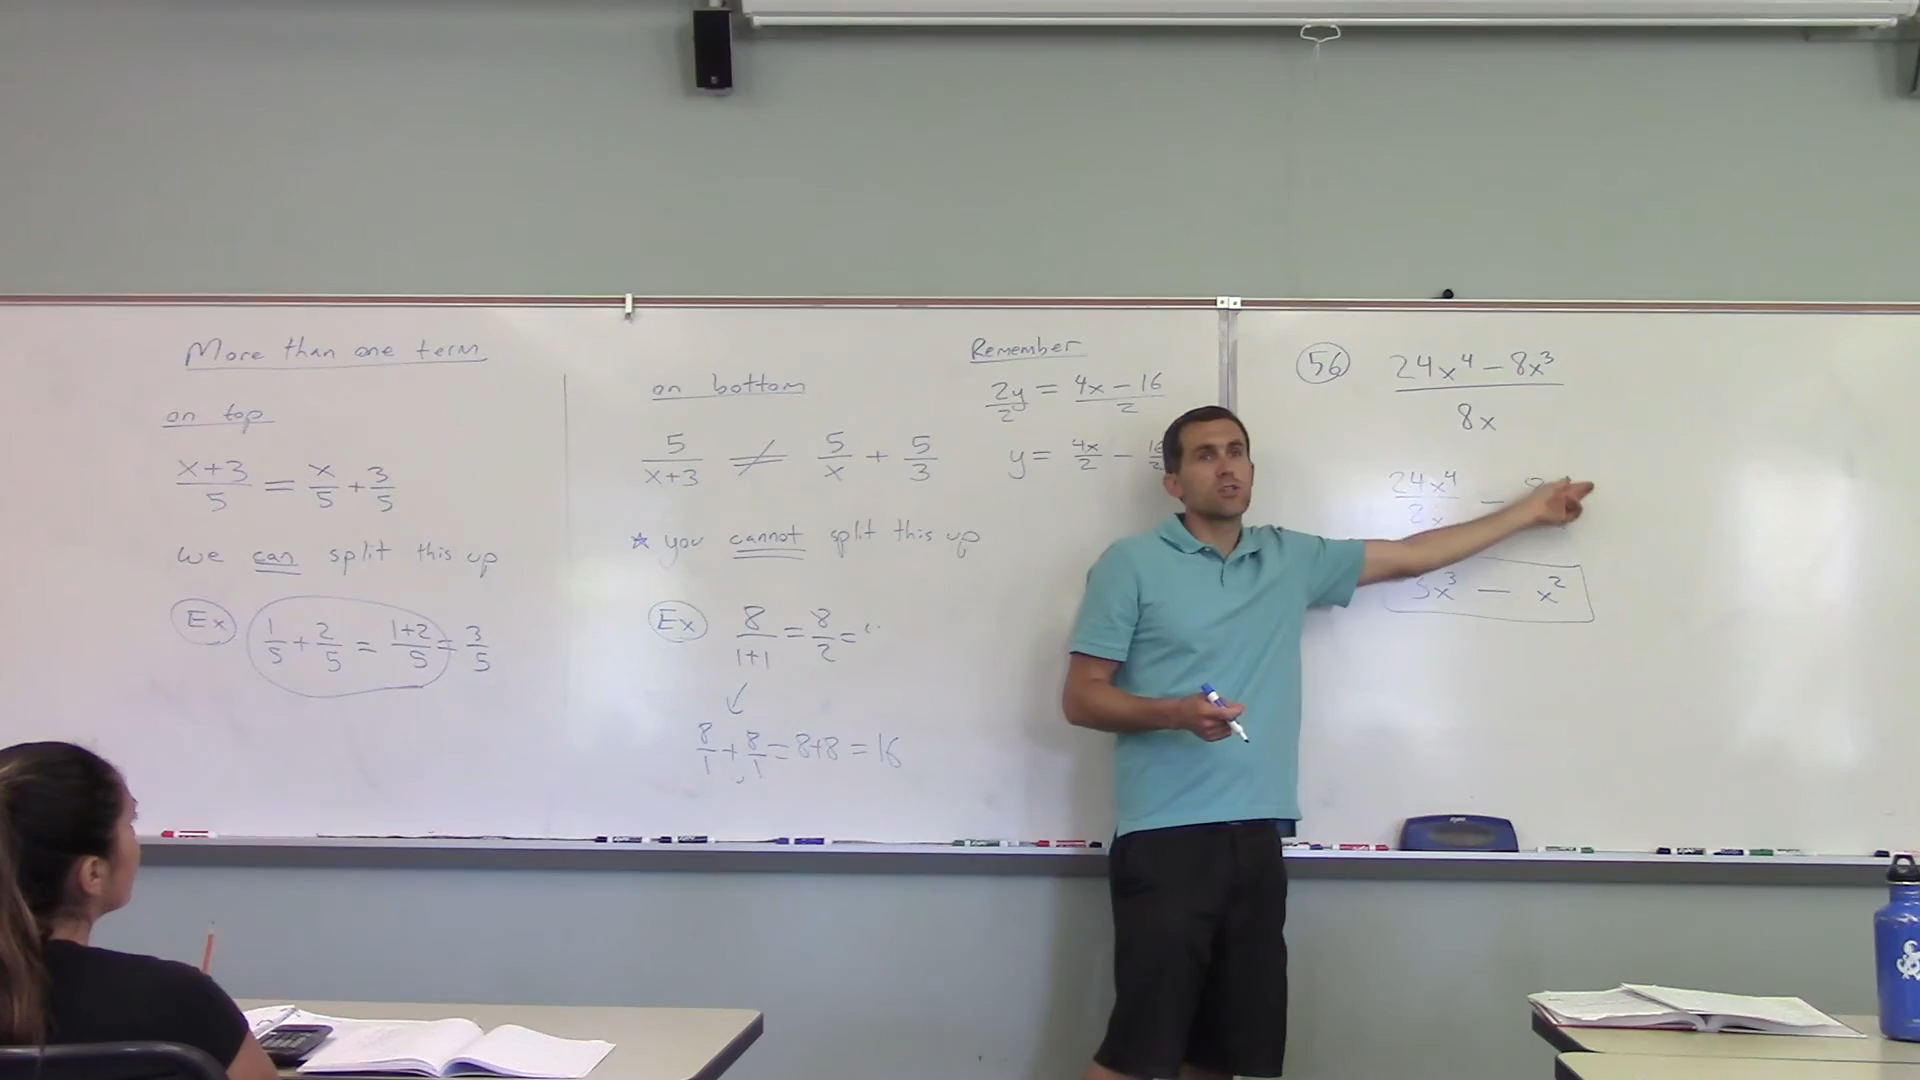 More than one term
on top
x+3/5 = x/5 + 3/5
we can split this up
Ex 1/5 + 2/5 = 1+2/5 = 3/5
on bottom
5/x+3 ≠ 5/x + 5/3
☆ you cannot split this up
Ex 8/1+1 = 8/2 =
↙
8/1 + 8/1 = 8+8 = 16
Remember
2y/2 = 4x-16/2
y = 4x/2 - 16/2
56 24x⁴ - 8x³/8x
24x⁴/8x -
3x³ - x²